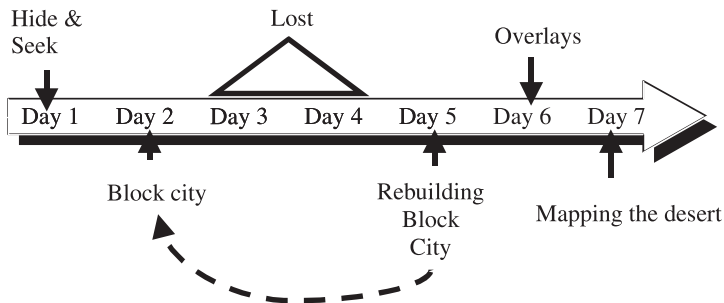 Hide &
Seek
Lost
Overlays
Day 1 Day 2 Day 3 Day 4 Day 5 Day 6 Day 7
Block city
Rebuilding
Block
City
Mapping the desert